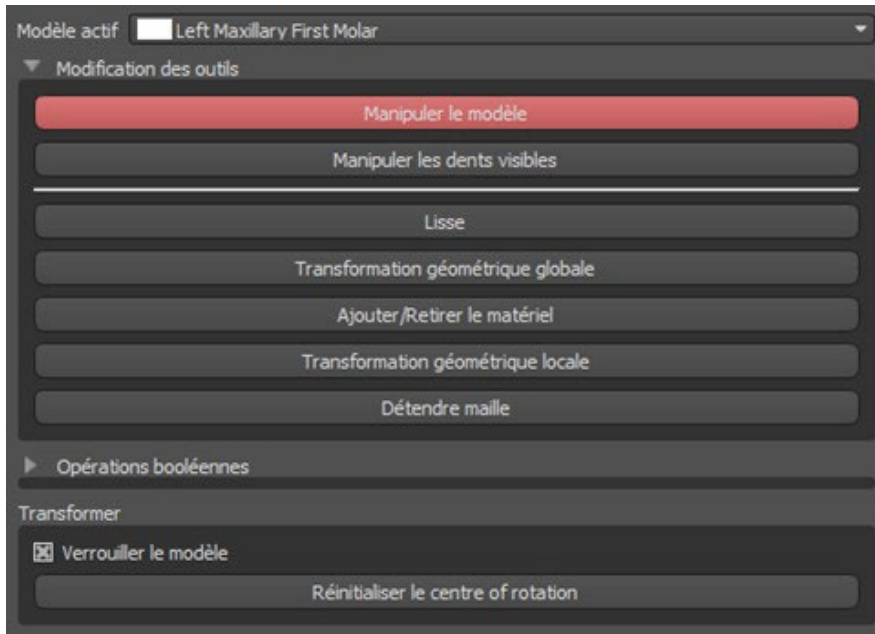 Modèle actif Left Maxillary First Molar
Modification des outils
Manipuler le modèle
Manipuler les dents visibles
Lisse
Transformation géométrique globale
Ajouter/Retirer le matériel
Transformation géométrique locale
Détendre maille
Opérations booléennes
Transformer
Verrouiller le modèle
Réinitialiser le centre of rotation